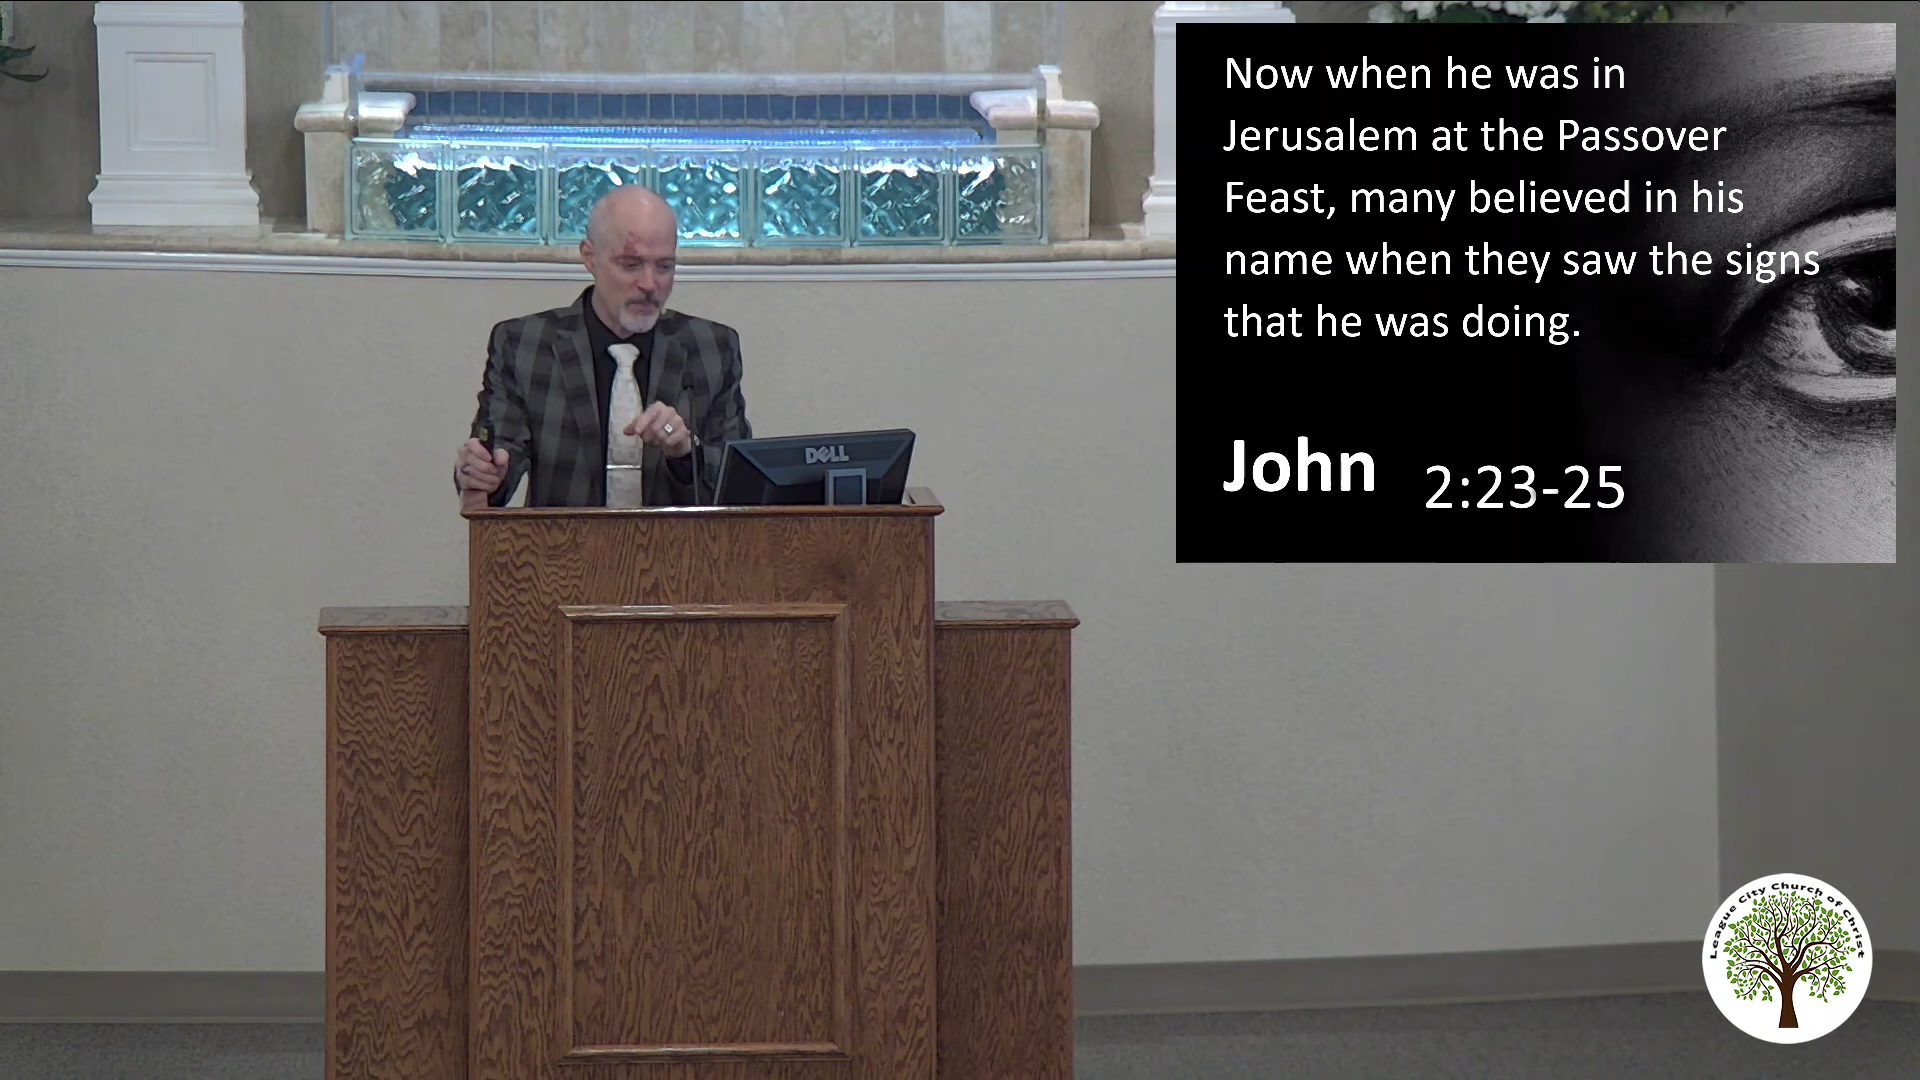 Now when he was in
Jerusalem at the Passover
Feast, many believed in his
name when they saw the signs
that he was doing.
John 2:23-25
DELL
League City Church of Christ